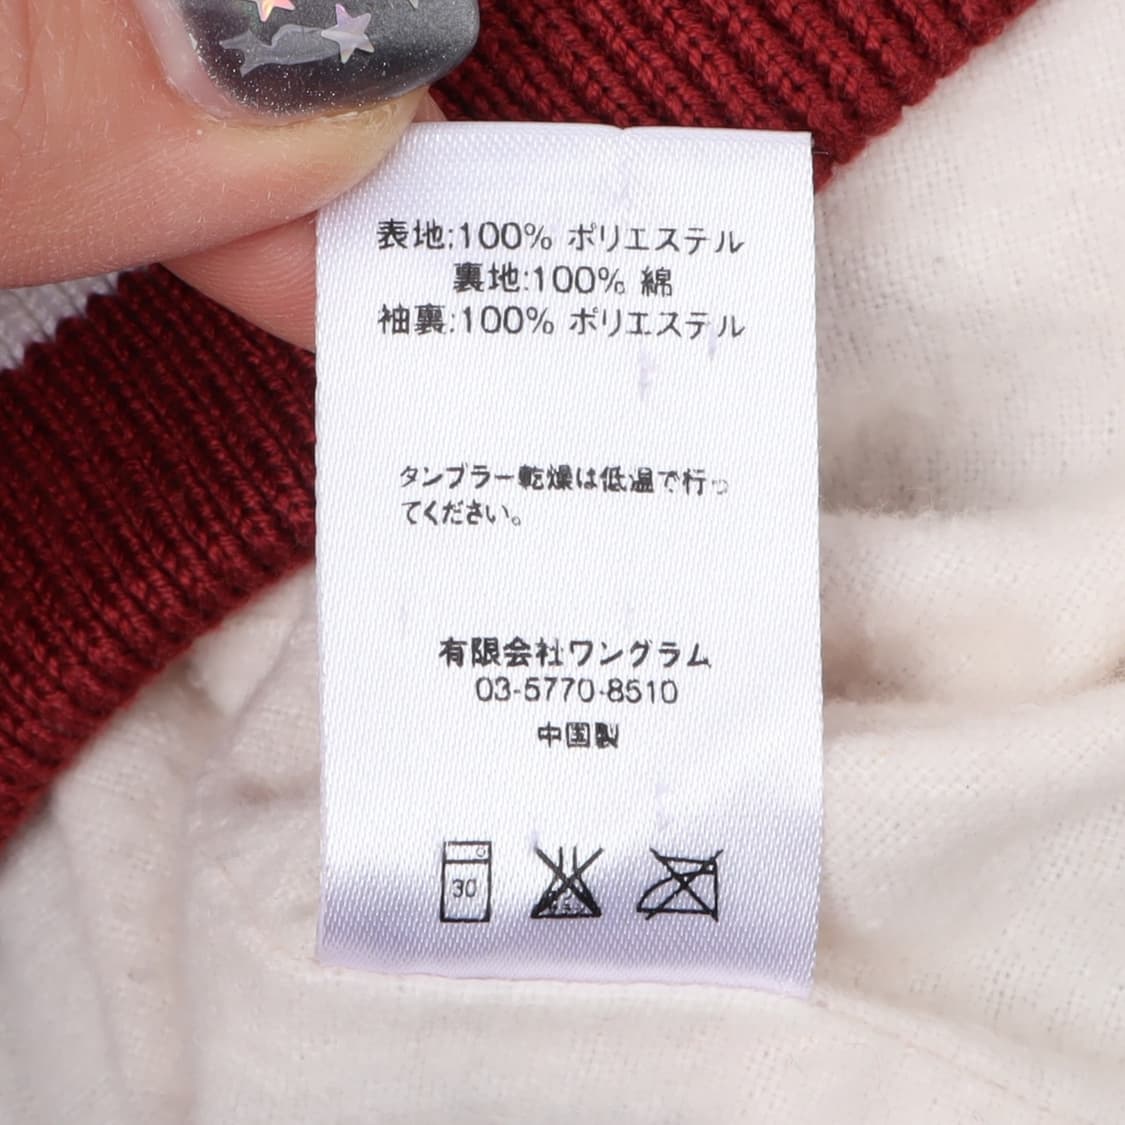 表地:100% ポリエステル
裏地:100% 綿
袖裏:100% ポリエステル
タンブラー乾燥は低温で行っ
てください。
有限会社ワングラム
03-5770-8510
中国製
30